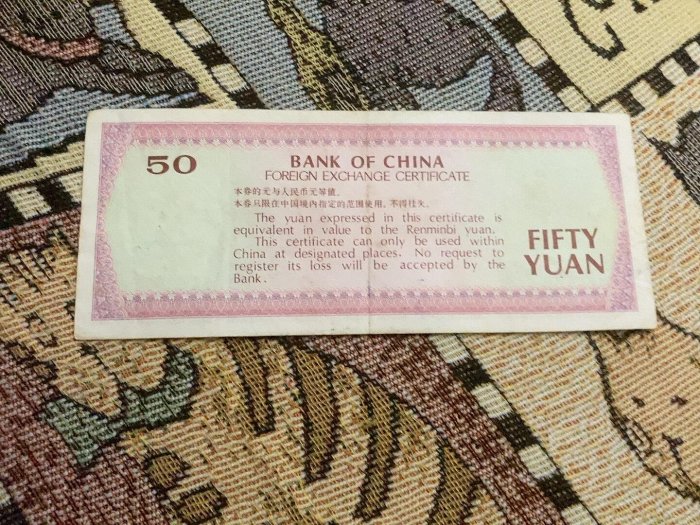 50
BANK OF CHINA
FOREIGN EXCHANGE CERTIFICATE
本券的元与人民币元等值。
本券只限在中国境内指定的范围使用，不得挂失。
The yuan expressed in this certificate is
equivalent in value to the Renminbi yuan.
This certificate can only be used within
China at designated places. No request to
register its loss will be accepted by the
Bank.
FIFTY
YUAN